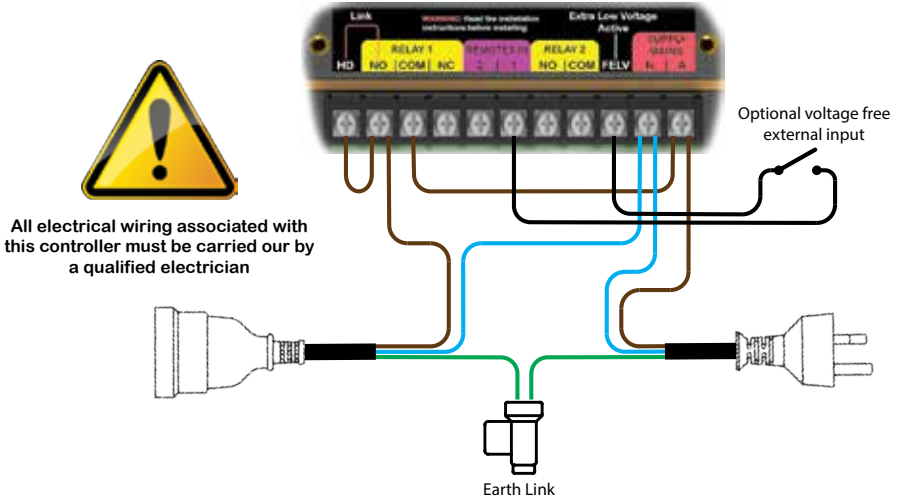 Link
WARNING: Read the installation
instructions before installing
Extra Low Voltage
Active
SUPPLY
MAINS
RELAY 1
REMOTES IN
RELAY 2
HD NO | COM | NC 2 | 1 NO | COM FELV N | A
Optional voltage free
external input
All electrical wiring associated with
this controller must be carried our by
a qualified electrician
Earth Link